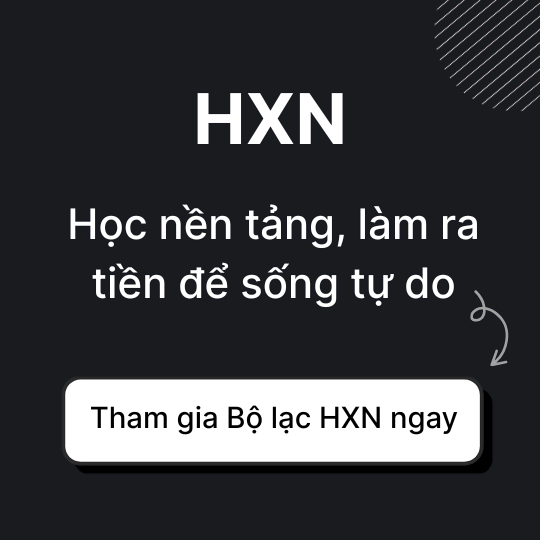 HXN
Học nền tảng, làm ra
tiền để sống tự do
Tham gia Bộ lạc HXN ngay